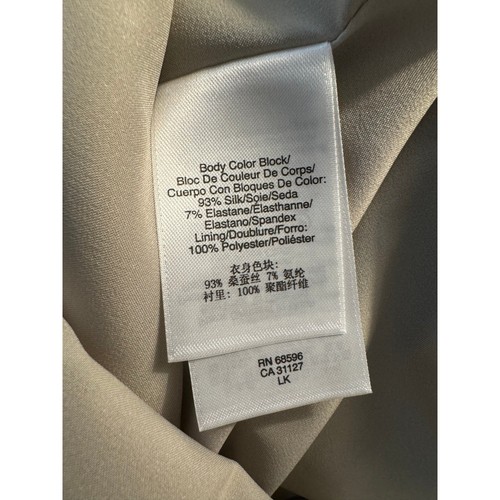 Body Color Block/
Bloc De Couleur De Corps/
Cuerpo Con Bloques De Color:
93% Silk/Soie/Seda
7% Elastane/Élasthanne/
Elastano/Spandex
Lining/Doublure/Forro:
100% Polyester/Poliéster
衣身色块:
93% 桑蚕丝 7% 氨纶
衬里: 100% 聚酯纤维
RN 68596
CA 31127
LK